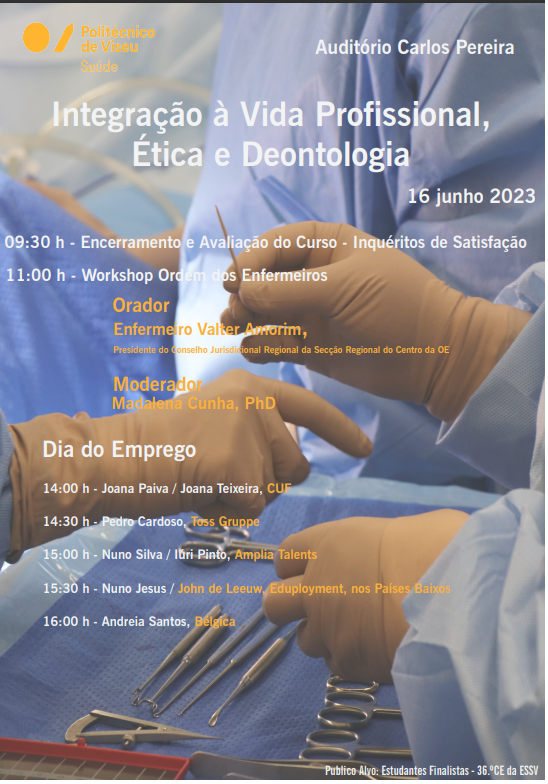 Politécnico
de Viseu
Saúde
Auditório Carlos Pereira
Integração à Vida Profissional,
Ética e Deontologia
16 junho 2023
09:30 h - Encerramento e Avaliação do Curso - Inquéritos de Satisfação
11:00 h - Workshop Ordem dos Enfermeiros
Orador
Enfermeiro Valter Amorim,
Presidente do Conselho Jurisdicional Regional da Secção Regional do Centro da OE
Moderador
Madalena Cunha, PhD
Dia do Emprego
14:00 h - Joana Paiva / Joana Teixeira, CUF
14:30 h - Pedro Cardoso, Toss Gruppe
15:00 h - Nuno Silva / Iuri Pinto, Amplia Talents
15:30 h - Nuno Jesus / John de Leeuw, Eduployment, nos Países Baixos
16:00 h - Andreia Santos, Bélgica
Publico Alvo: Estudantes Finalistas - 36.ºCE da ESSV